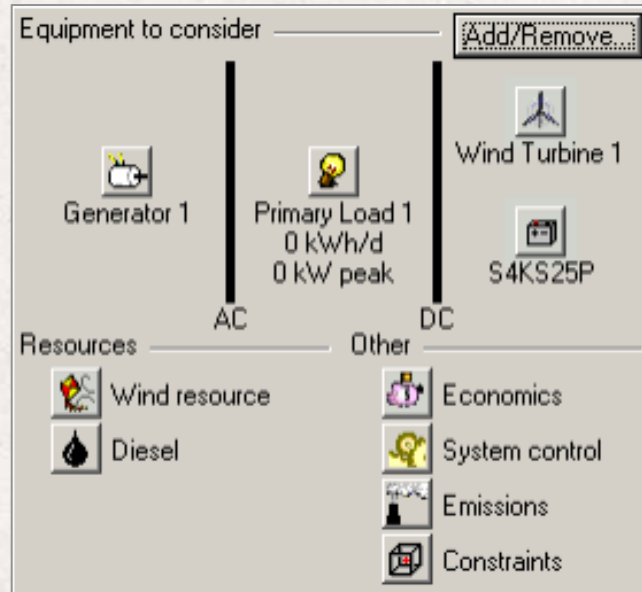 Equipment to consider
Add/Remove...
Generator 1
Primary Load 1
0 kWh/d
0 kW peak
Wind Turbine 1
S4KS25P
AC
DC
Resources
Other
Wind resource
Economics
Diesel
System control
Emissions
Constraints